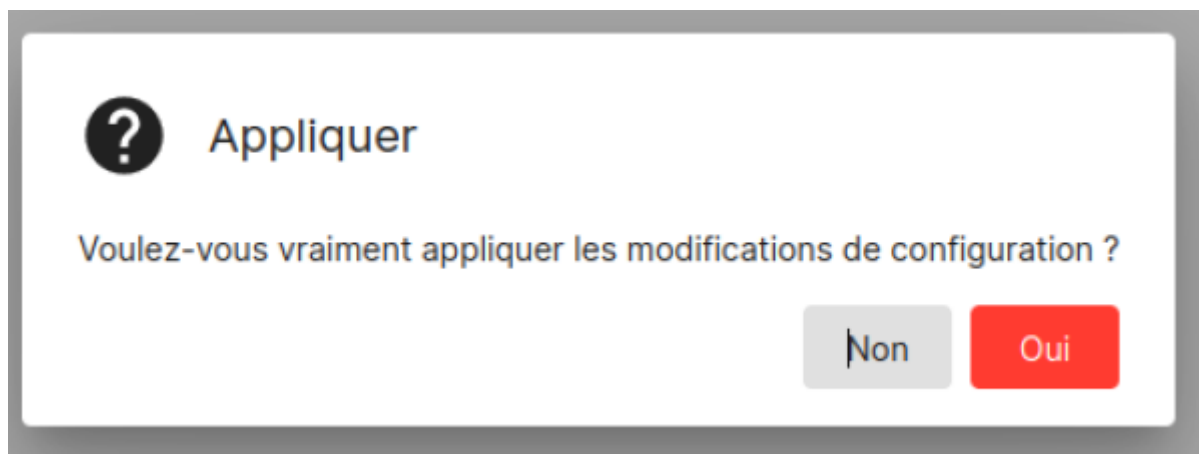 Appliquer
Voulez-vous vraiment appliquer les modifications de configuration ?
Non
Oui